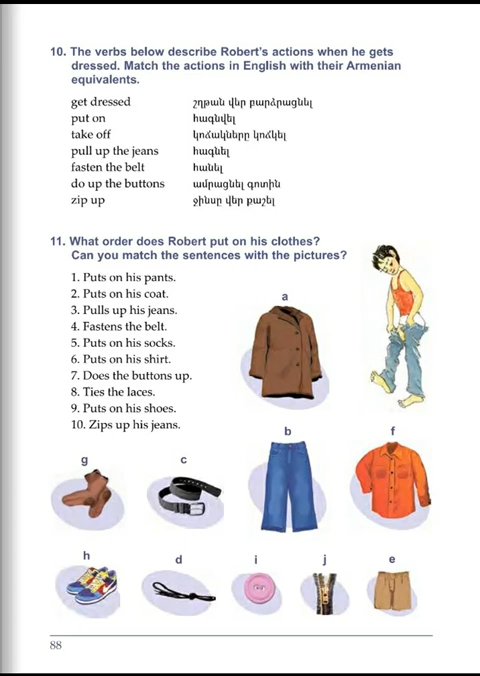 10. The verbs below describe Robert's actions when he gets
dressed. Match the actions in English with their Armenian
equivalents.
get dressed շղթան վեր բարձրացնել
put on հագնվել
take off կոճակները կոճկել
pull up the jeans հագնել
fasten the belt հանել
do up the buttons ամրացնել գոտին
zip up ջինսը վեր քաշել
11. What order does Robert put on his clothes?
Can you match the sentences with the pictures?
1. Puts on his pants.
2. Puts on his coat.
3. Pulls up his jeans.
4. Fastens the belt.
5. Puts on his socks.
6. Puts on his shirt.
7. Does the buttons up.
8. Ties the laces.
9. Puts on his shoes.
10. Zips up his jeans.
a
b f
g c
h d i j e
88